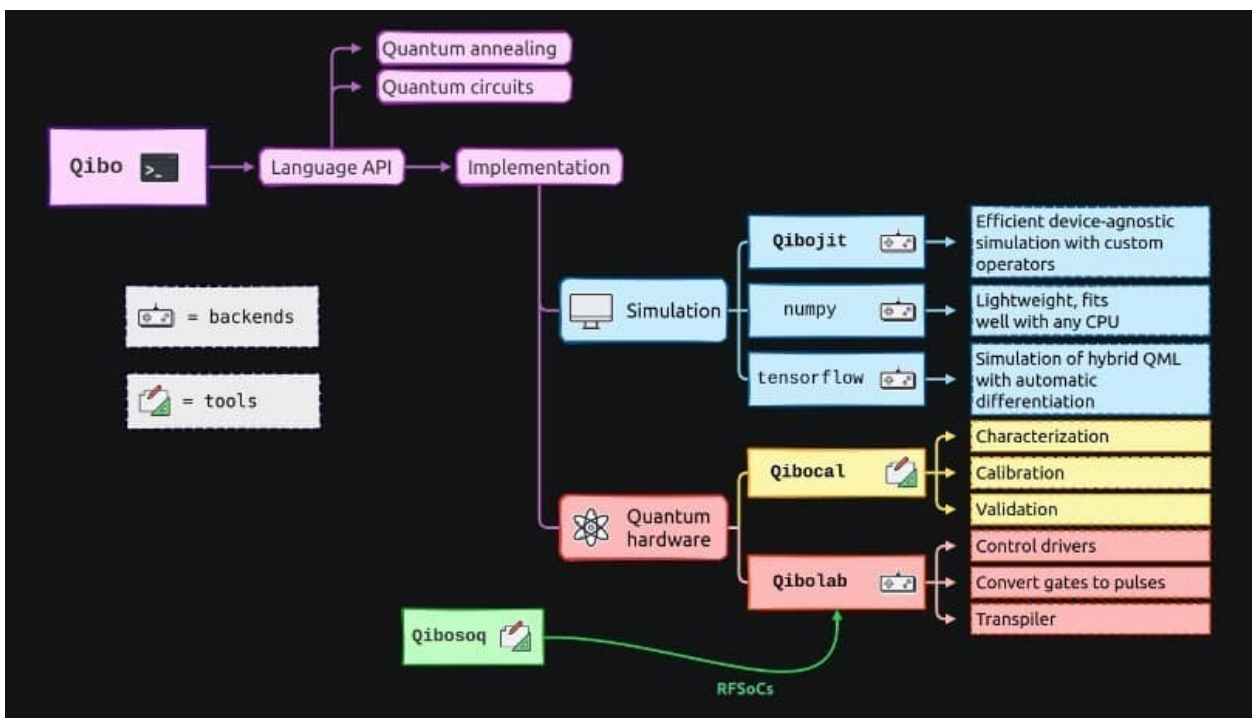 Quantum annealing
Quantum circuits
Qibo >_
Language API
Implementation
= backends
= tools
Simulation
Qibojit
Efficient device-agnostic
simulation with custom
operators
numpy
Lightweight, fits
well with any CPU
tensorflow
Simulation of hybrid QML
with automatic
differentiation
Quantum
hardware
Qibocal
Characterization
Calibration
Validation
Qibolab
Control drivers
Convert gates to pulses
Transpiler
Qibosoq
RFSoCs